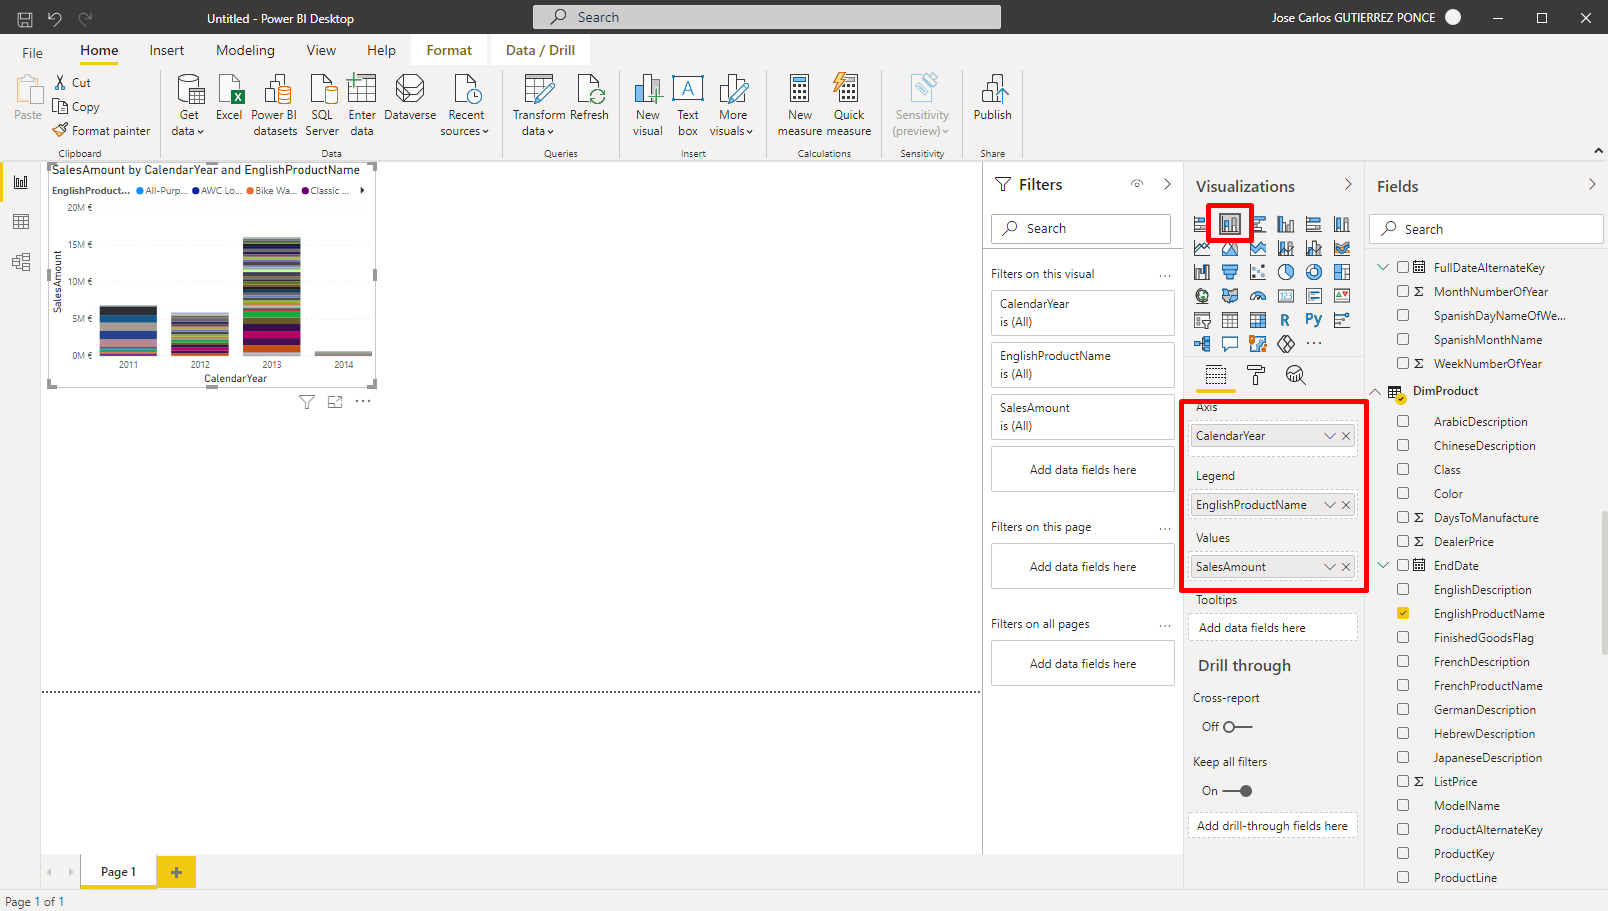 Untitled - Power BI Desktop
Search
Jose Carlos GUTIERREZ PONCE
File
Home
Insert
Modeling
View
Help
Format
Data / Drill
Paste
Cut
Copy
Format painter
Clipboard
Get
data
Excel
Power BI
datasets
SQL
Server
Enter
data
Dataverse
Recent
sources
Data
Transform
data
Refresh
Queries
New
visual
A
Text
box
More
visuals
Insert
New
measure
Quick
measure
Calculations
Sensitivity
(preview)
Sensitivity
Publish
Share
SalesAmount by CalendarYear and EnglishProductName
EnglishProduct...
All-Purp...
AWC Lo...
Bike Wa...
Classic ...
20M €
15M €
10M €
5M €
0M €
SalesAmount
2011
2012
2013
2014
CalendarYear
Filters
Search
Filters on this visual
CalendarYear
is (All)
EnglishProductName
is (All)
SalesAmount
is (All)
Add data fields here
Filters on this page
Add data fields here
Filters on all pages
Add data fields here
Visualizations
123
R
Py
Axis
CalendarYear
Legend
EnglishProductName
Values
SalesAmount
Tooltips
Add data fields here
Drill through
Cross-report
Off
Keep all filters
On
Add drill-through fields here
Fields
Search
FullDateAlternateKey
MonthNumberOfYear
SpanishDayNameOfWe...
SpanishMonthName
WeekNumberOfYear
DimProduct
ArabicDescription
ChineseDescription
Class
Color
DaysToManufacture
DealerPrice
EndDate
EnglishDescription
EnglishProductName
FinishedGoodsFlag
FrenchDescription
FrenchProductName
GermanDescription
HebrewDescription
JapaneseDescription
ListPrice
ModelName
ProductAlternateKey
ProductKey
ProductLine
Page 1
Page 1 of 1